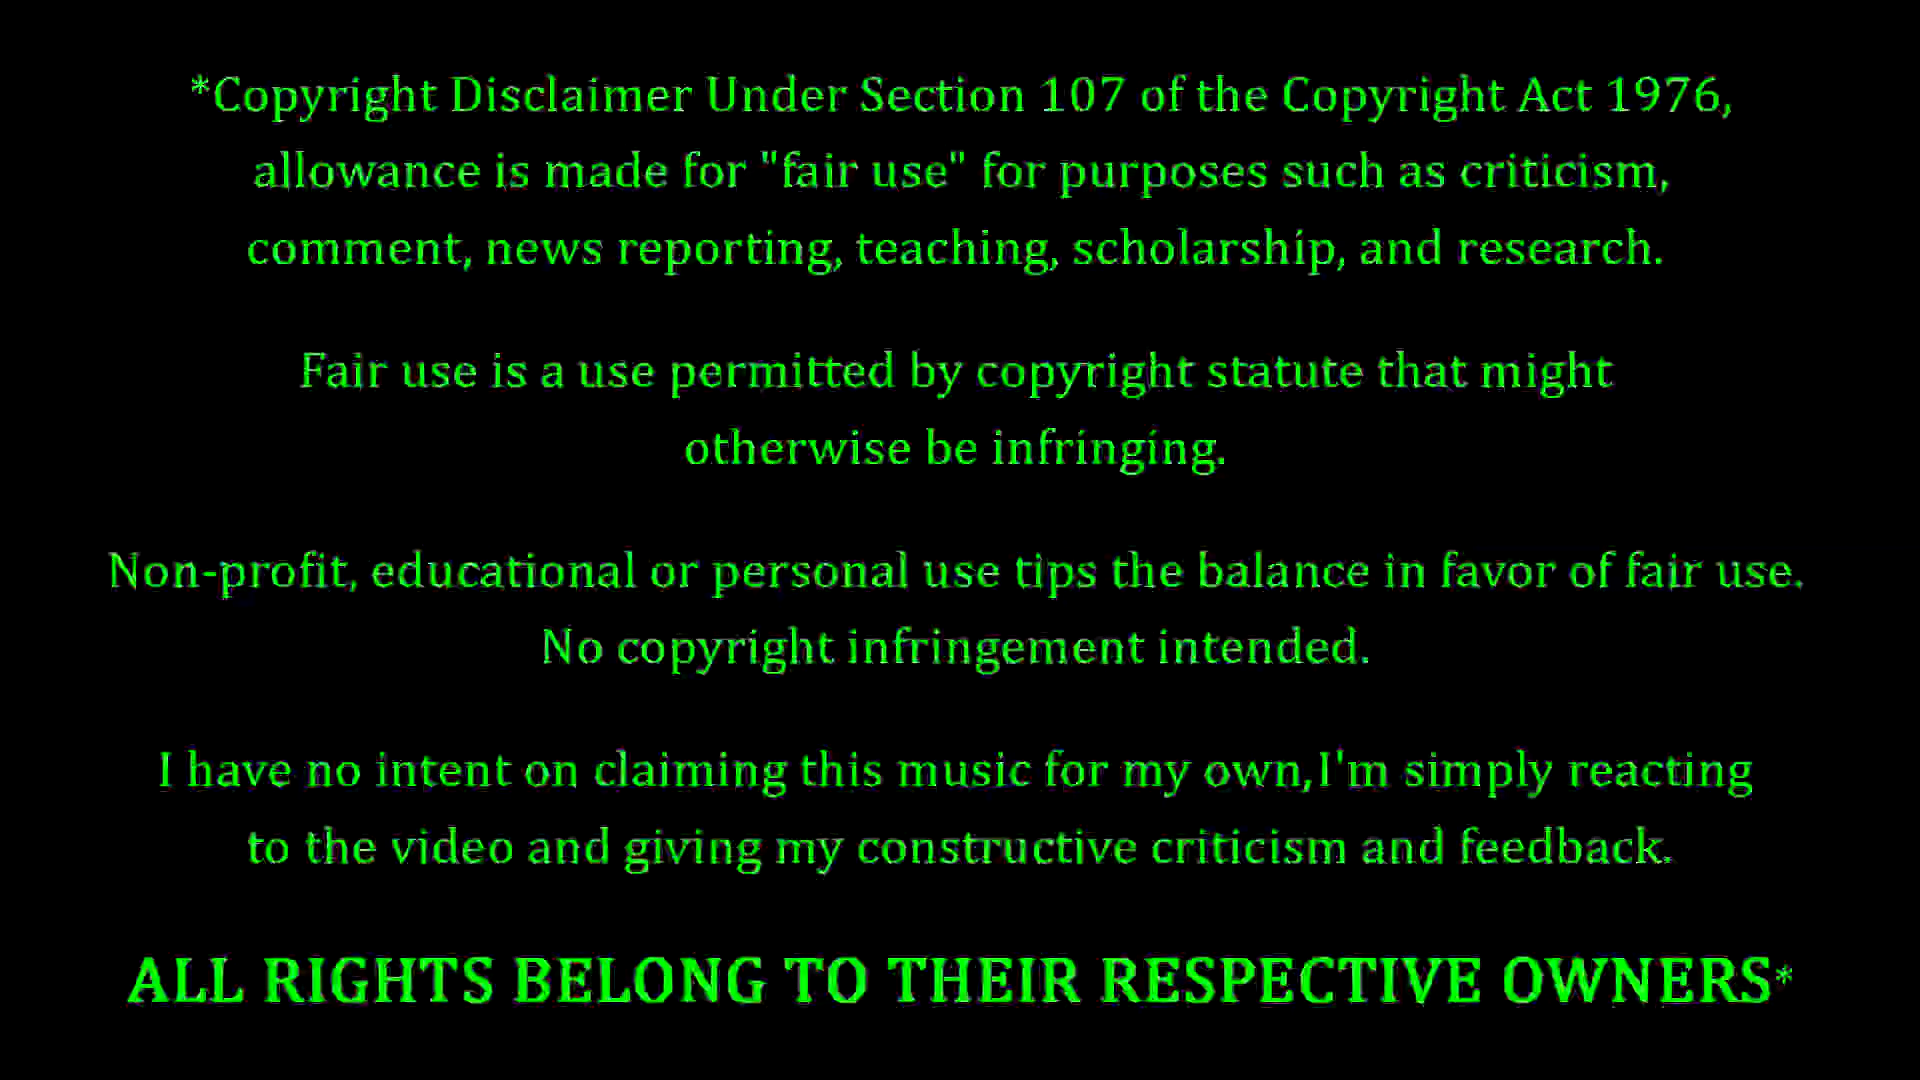 *Copyright Disclaimer Under Section 107 of the Copyright Act 1976,
allowance is made for "fair use" for purposes such as criticism,
comment, news reporting, teaching, scholarship, and research.
Fair use is a use permitted by copyright statute that might
otherwise be infringing.
Non-profit, educational or personal use tips the balance in favor of fair use.
No copyright infringement intended.
I have no intent on claiming this music for my own,I'm simply reacting
to the video and giving my constructive criticism and feedback.
ALL RIGHTS BELONG TO THEIR RESPECTIVE OWNERS*